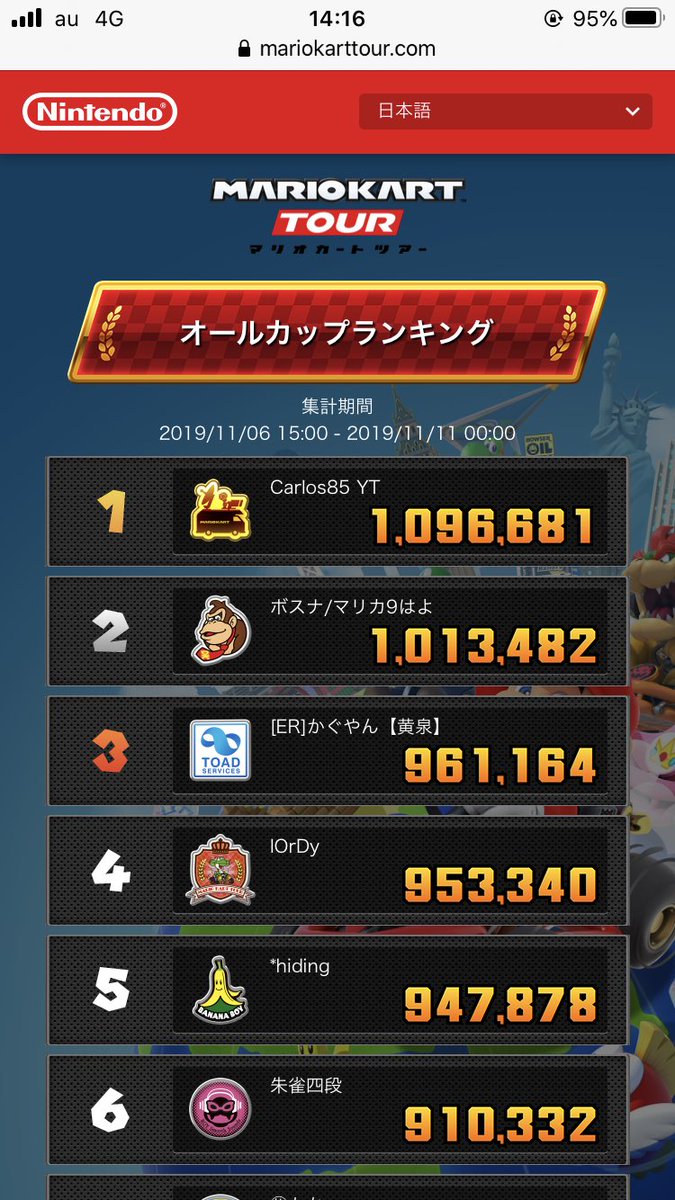 au 4G 14:16 95%
mariokarttour.com
Nintendo® 日本語
MARIOKART
TOUR
マリオカート ツアー
オールカップランキング
集計期間
2019/11/06 15:00 - 2019/11/11 00:00
BOWSER
OIL
1 Carlos85 YT
MARIOKART
1,096,681
2 ボスナ/マリカ9はよ
1,013,482
3 [ER]かぐやん【黄泉】
TOAD
SERVICES
961,164
4 lOrDy
953,340
5 *hiding
BANANA BOY
947,878
6 朱雀四段
910,332